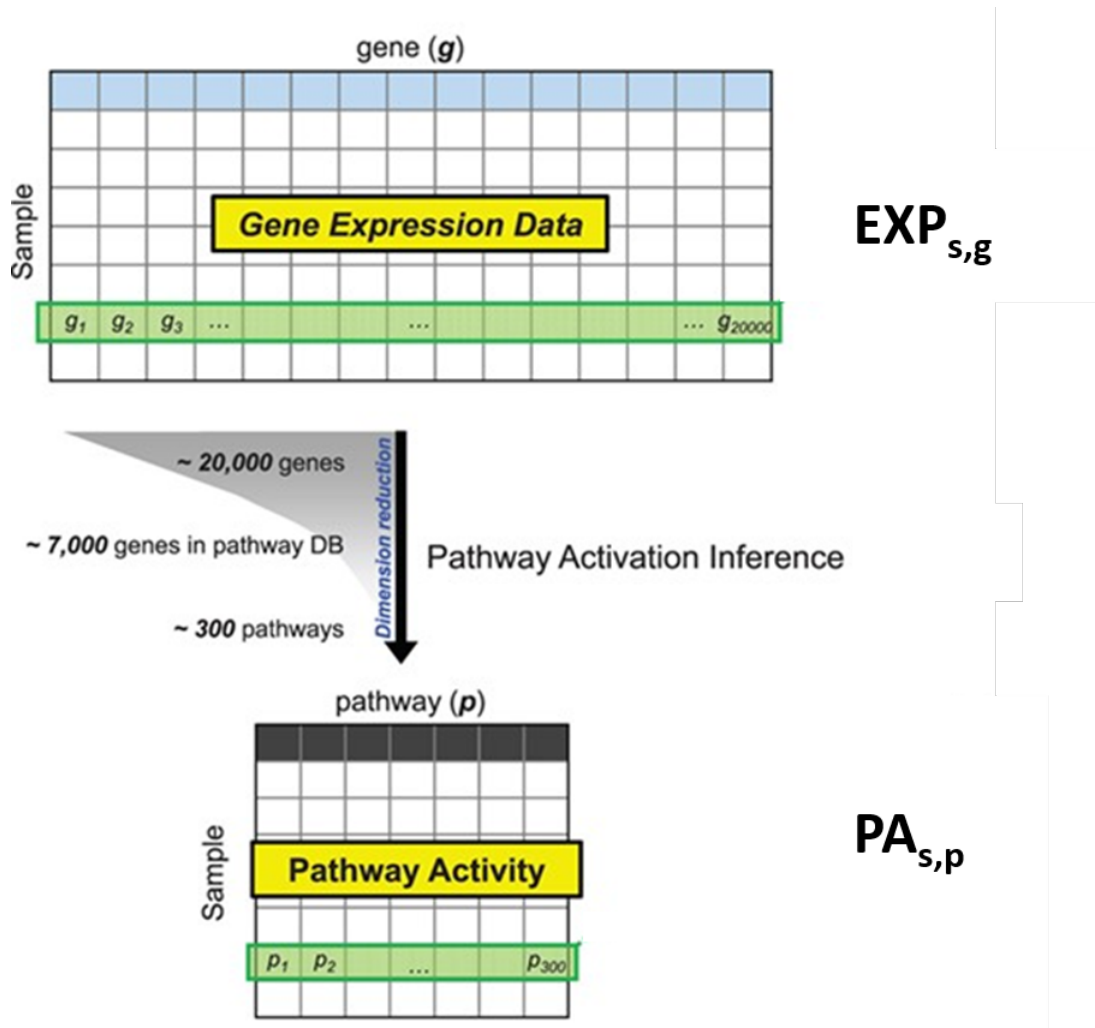 gene (g)
Sample
Gene Expression Data
EXPs,g
g1 g2 g3 ... ... ... g20000
~ 20,000 genes
~ 7,000 genes in pathway DB
~ 300 pathways
Dimension reduction
Pathway Activation Inference
pathway (p)
Sample
Pathway Activity
PAs,p
p1 p2 ... p300